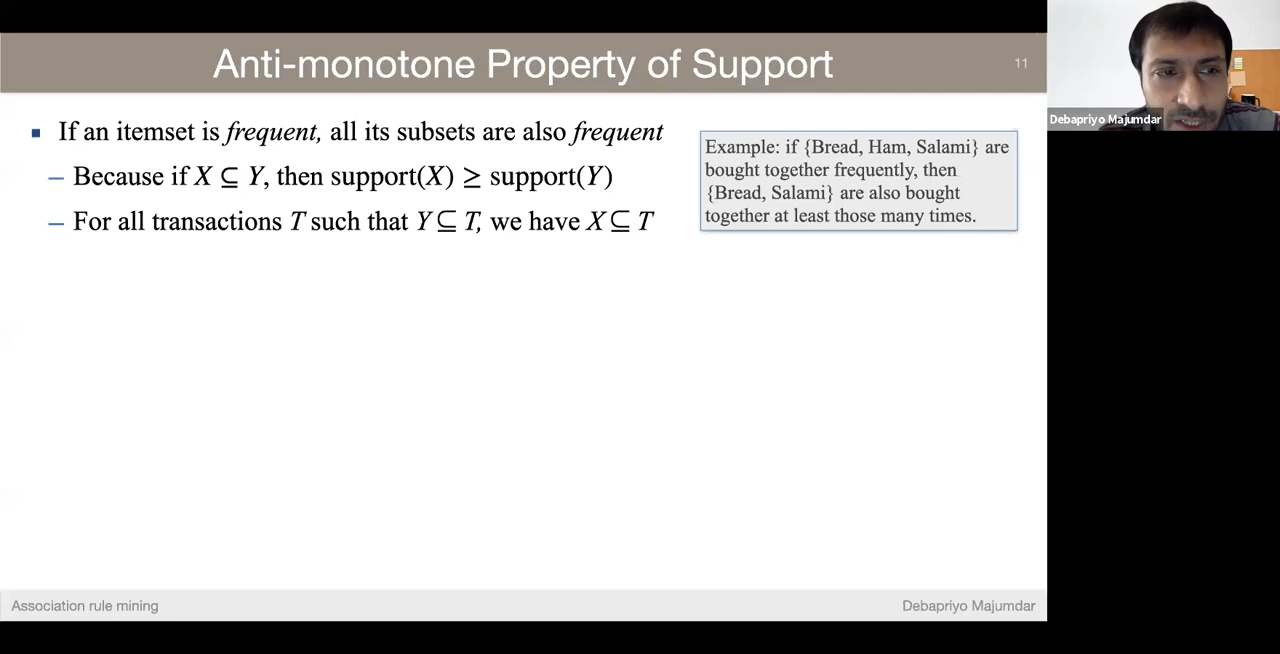 Anti-monotone Property of Support
11
Debapriyo Majumdar
▪ If an itemset is frequent, all its subsets are also frequent
– Because if X ⊆ Y, then support(X) ≥ support(Y)
– For all transactions T such that Y ⊆ T, we have X ⊆ T
Example: if {Bread, Ham, Salami} are
bought together frequently, then
{Bread, Salami} are also bought
together at least those many times.
Association rule mining
Debapriyo Majumdar